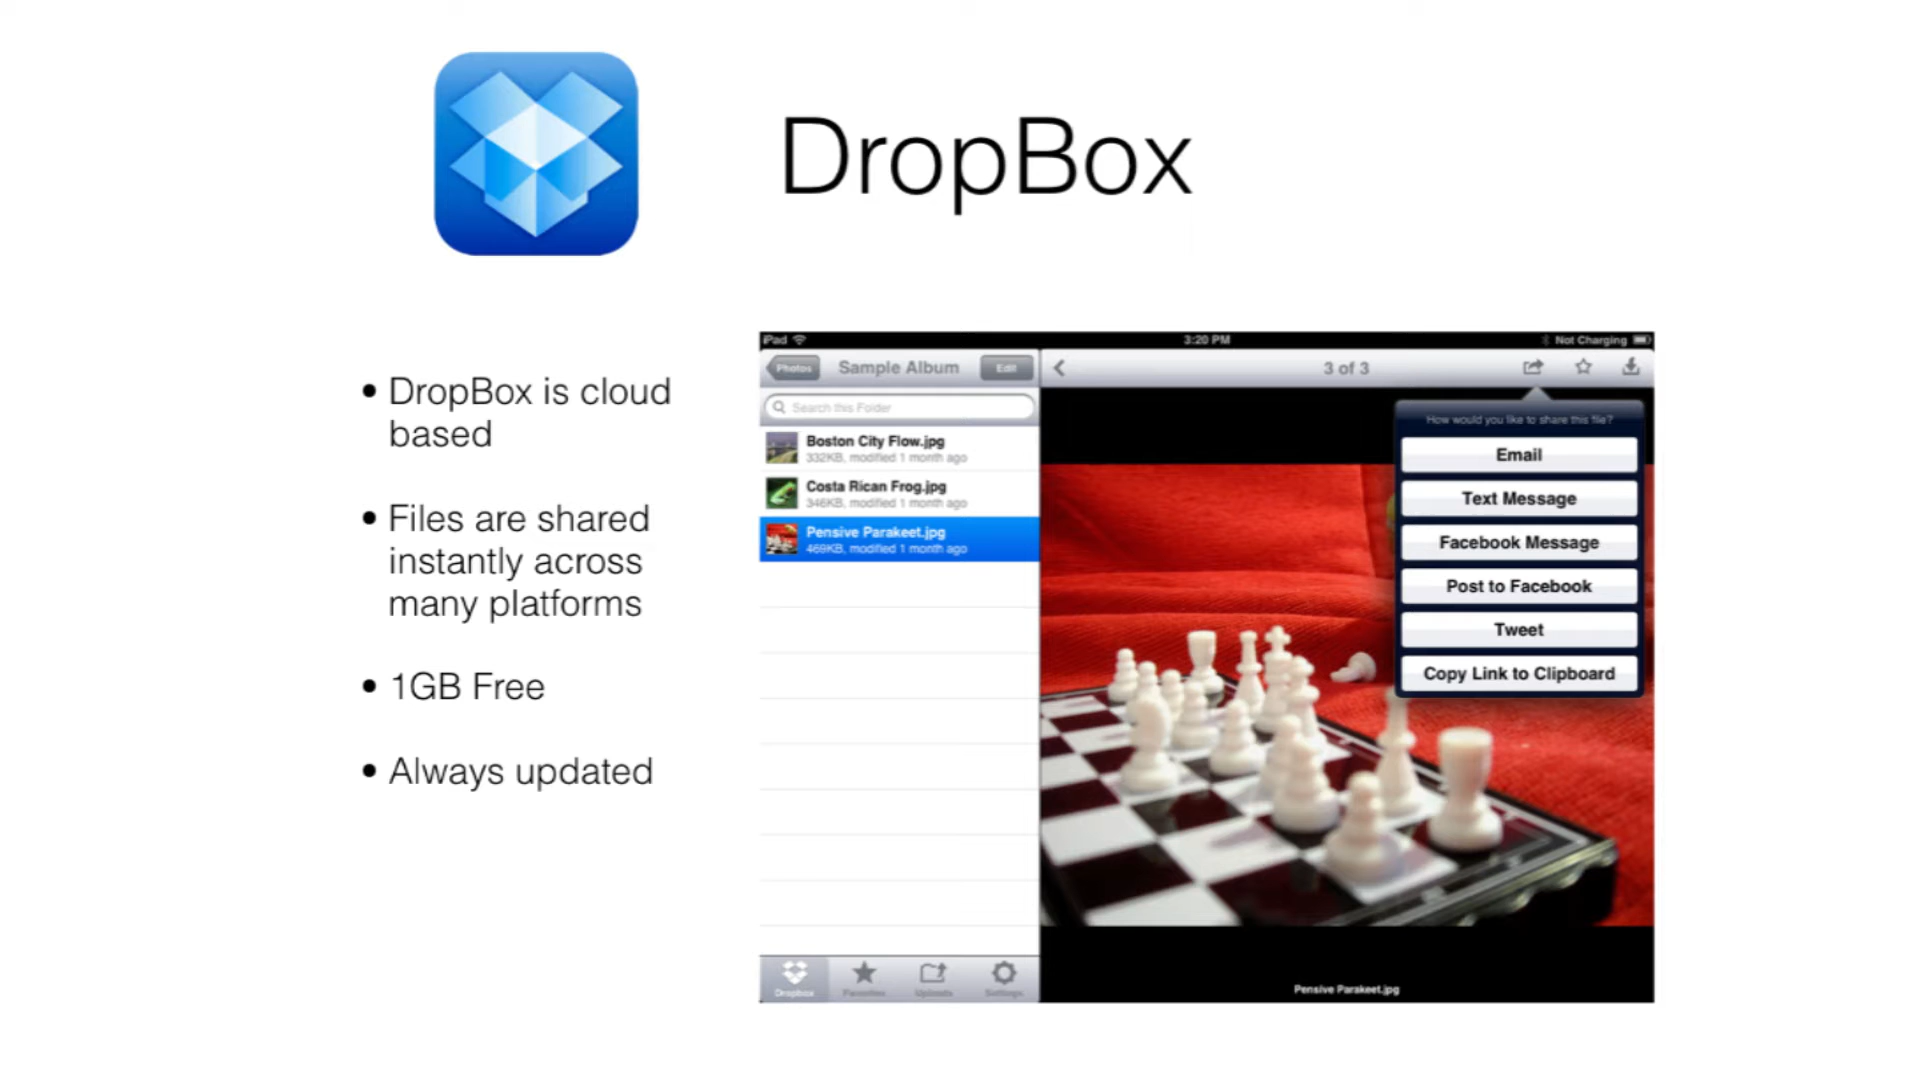 DropBox
• DropBox is cloud
based
• Files are shared
instantly across
many platforms
• 1GB Free
• Always updated
iPad
3:20 PM
Not Charging
Photos
Sample Album
Edit
3 of 3
Search this Folder
Boston City Flow.jpg
332KB, modified 1 month ago
Costa Rican Frog.jpg
346KB, modified 1 month ago
Pensive Parakeet.jpg
469KB, modified 1 month ago
How would you like to share this file?
Email
Text Message
Facebook Message
Post to Facebook
Tweet
Copy Link to Clipboard
Dropbox
Favorites
Uploads
Settings
Pensive Parakeet.jpg